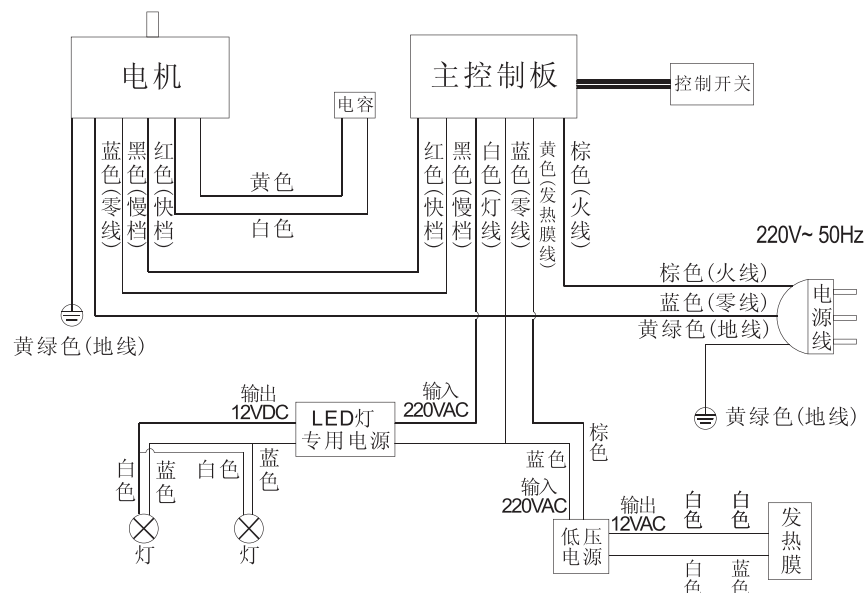 电机
主控制板
控制开关
电容
蓝色(零线)
黑色(慢档)
红色(快档)
黄色
白色
红色(快档)
黑色(慢档)
白色(灯线)
蓝色(零线)
黄色(发热膜线)
棕色(火线)
220V~ 50Hz
棕色(火线)
蓝色(零线)
黄绿色(地线)
电源线
黄绿色(地线)
黄绿色(地线)
输出
12VDC
LED灯
专用电源
输入
220VAC
白色
蓝色
白色
蓝色
灯
灯
棕色
蓝色
输入
220VAC
低压
电源
输出
12VAC
白色
白色
白色
蓝色
发热膜